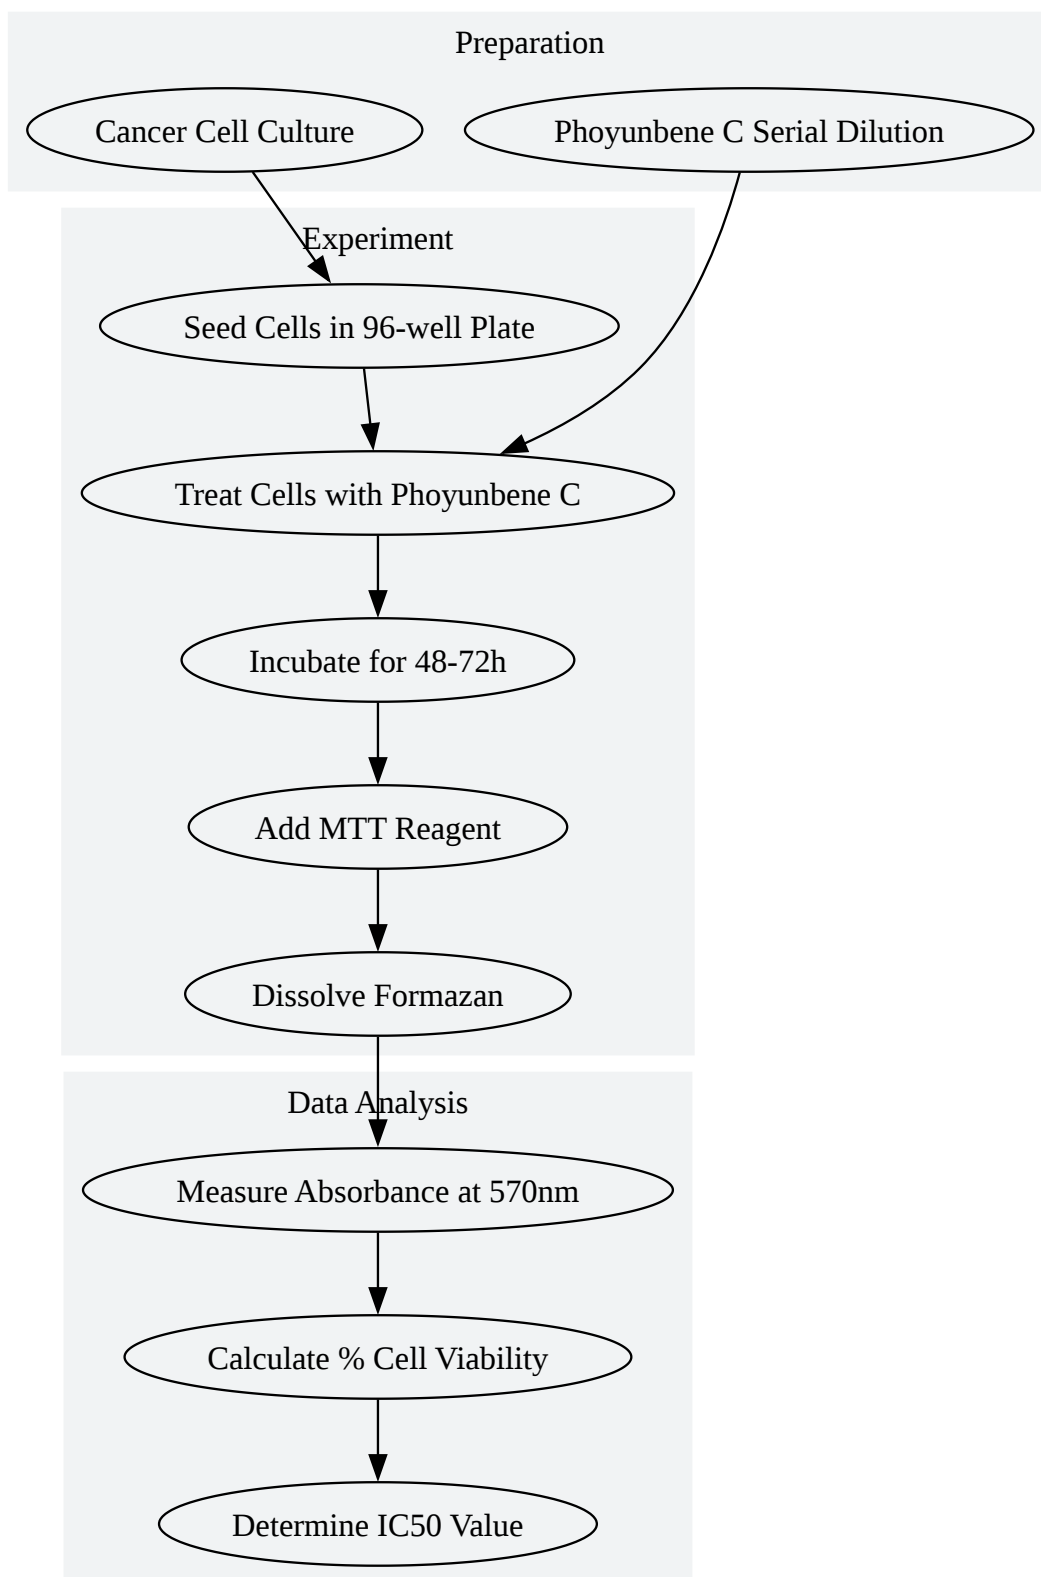 Preparation
Cancer Cell Culture
Phoyunbene C Serial Dilution
Experiment
Seed Cells in 96-well Plate
Treat Cells with Phoyunbene C
Incubate for 48-72h
Add MTT Reagent
Dissolve Formazan
Data Analysis
Measure Absorbance at 570nm
Calculate % Cell Viability
Determine IC50 Value